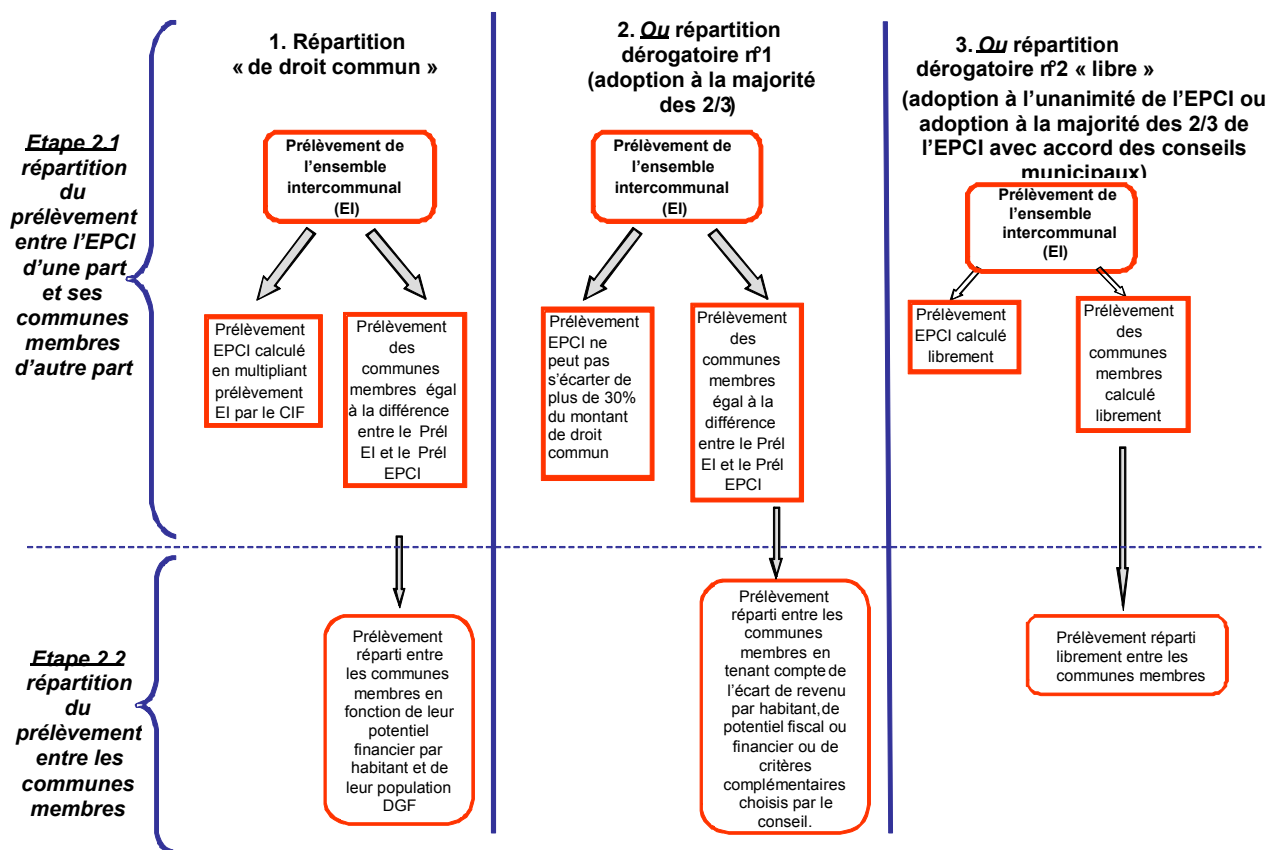 1. Répartition
« de droit commun »
2. Ou répartition
dérogatoire n°1
(adoption à la majorité
des 2/3)
3. Ou répartition
dérogatoire n°2 « libre »
(adoption à l’unanimité de l’EPCI ou
adoption à la majorité des 2/3 de
l’EPCI avec accord des conseils
municipaux)
Etape 2.1
répartition
du
prélèvement
entre l’EPCI
d’une part
et ses
communes
membres
d’autre part
Prélèvement de
l’ensemble
intercommunal
(EI)
Prélèvement
EPCI calculé
en multipliant
prélèvement
EI par le CIF
Prélèvement
des
communes
membres égal
à la différence
entre le Prél
EI et le Prél
EPCI
Prélèvement de
l’ensemble
intercommunal
(EI)
Prélèvement
EPCI ne
peut pas
s’écarter de
plus de 30%
du montant
de droit
commun
Prélèvement
des
communes
membres
égal à la
différence
entre le Prél
EI et le Prél
EPCI
Prélèvement de
l’ensemble
intercommunal
(EI)
Prélèvement
EPCI calculé
librement
Prélèvement
des
communes
membres
calculé
librement
Etape 2.2
répartition
du
prélèvement
entre les
communes
membres
Prélèvement
réparti entre
les communes
membres en
fonction de leur
potentiel
financier par
habitant et de
leur population
DGF
Prélèvement
réparti entre les
communes
membres en
tenant compte de
l’écart de revenu
par habitant, de
potentiel fiscal ou
financier ou de
critères
complémentaires
choisis par le
conseil.
Prélèvement réparti
librement entre les
communes membres